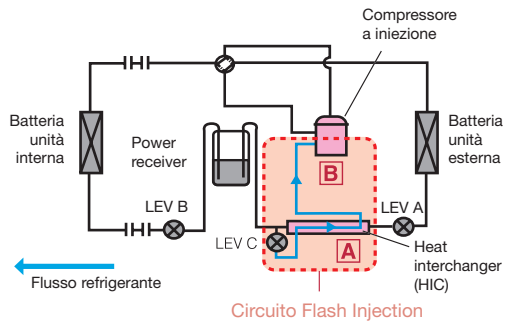 Compressore
a iniezione
Batteria
unità
interna
Power
receiver
Batteria
unità
esterna
B
LEV B
LEV A
LEV C
A
Heat
interchanger
(HIC)
Flusso refrigerante
Circuito Flash Injection